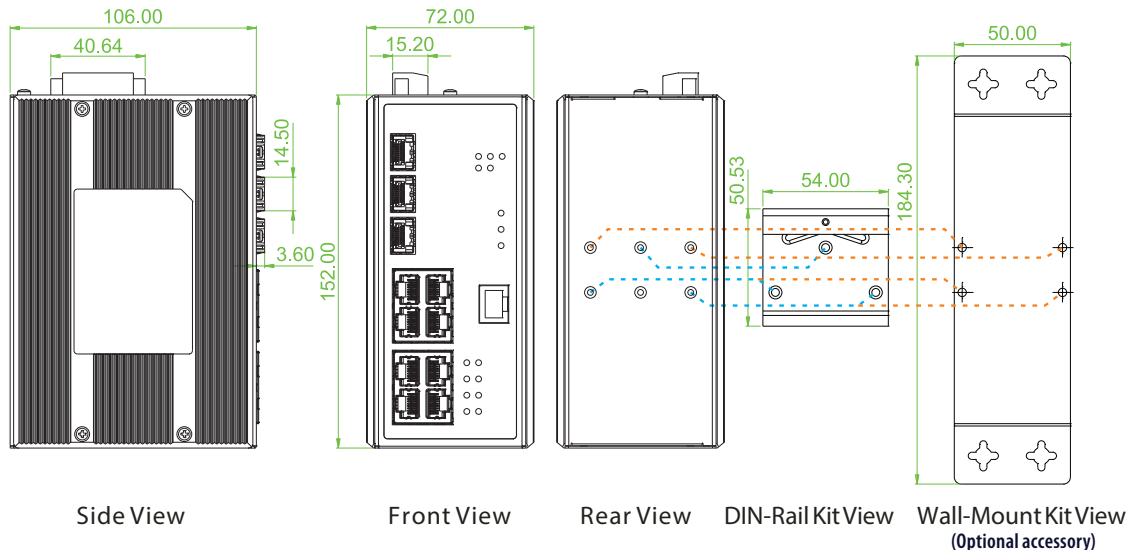 106.00
72.00
50.00
40.64
15.20
14.50
3.60
152.00
50.53
54.00
184.30
Side View
Front View
Rear View
DIN-Rail Kit View
Wall-Mount Kit View
(Optional accessory)